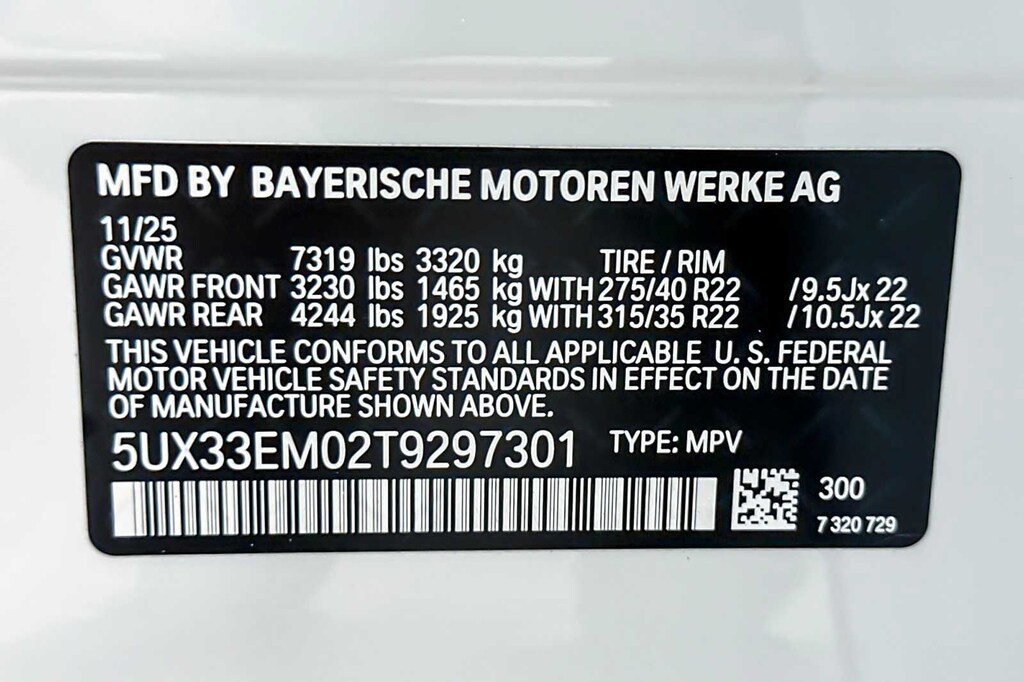 MFD BY BAYERISCHE MOTOREN WERKE AG
11/25
GVWR 7319 lbs 3320 kg TIRE / RIM
GAWR FRONT 3230 lbs 1465 kg WITH 275/40 R22 /9.5Jx 22
GAWR REAR 4244 lbs 1925 kg WITH 315/35 R22 /10.5Jx 22
THIS VEHICLE CONFORMS TO ALL APPLICABLE U. S. FEDERAL
MOTOR VEHICLE SAFETY STANDARDS IN EFFECT ON THE DATE
OF MANUFACTURE SHOWN ABOVE.
5UX33EM02T9297301 TYPE: MPV
300
7 320 729